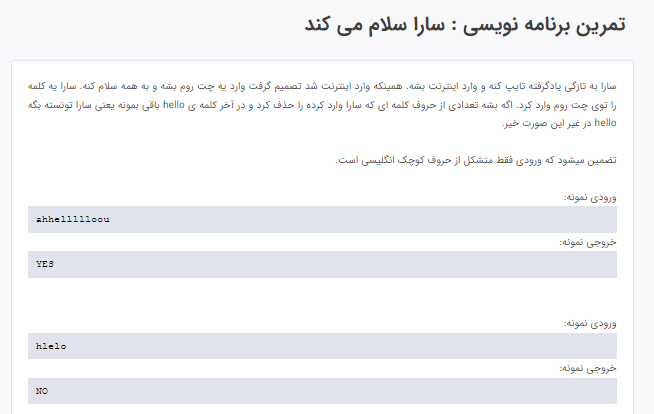 تمرین برنامه نویسی : سارا سلام می کند
سارا به تازگی یادگرفته تایپ کنه و وارد اینترنت بشه. همینکه وارد اینترنت شد تصمیم گرفت وارد یه چت روم بشه و به همه سلام کنه. سارا یه کلمه
را توی چت روم وارد کرد. اگه بشه تعدادی از حروف کلمه ای که سارا وارد کرده را حذف کرد و در آخر کلمه ی hello باقی بمونه یعنی سارا تونسته بگه
hello در غیر این صورت خیر.
تضمین میشود که ورودی فقط متشکل از حروف کوچک انگلیسی است.
ورودی نمونه:
ahhellllloou
خروجی نمونه:
YES
ورودی نمونه:
hlelo
خروجی نمونه:
NO